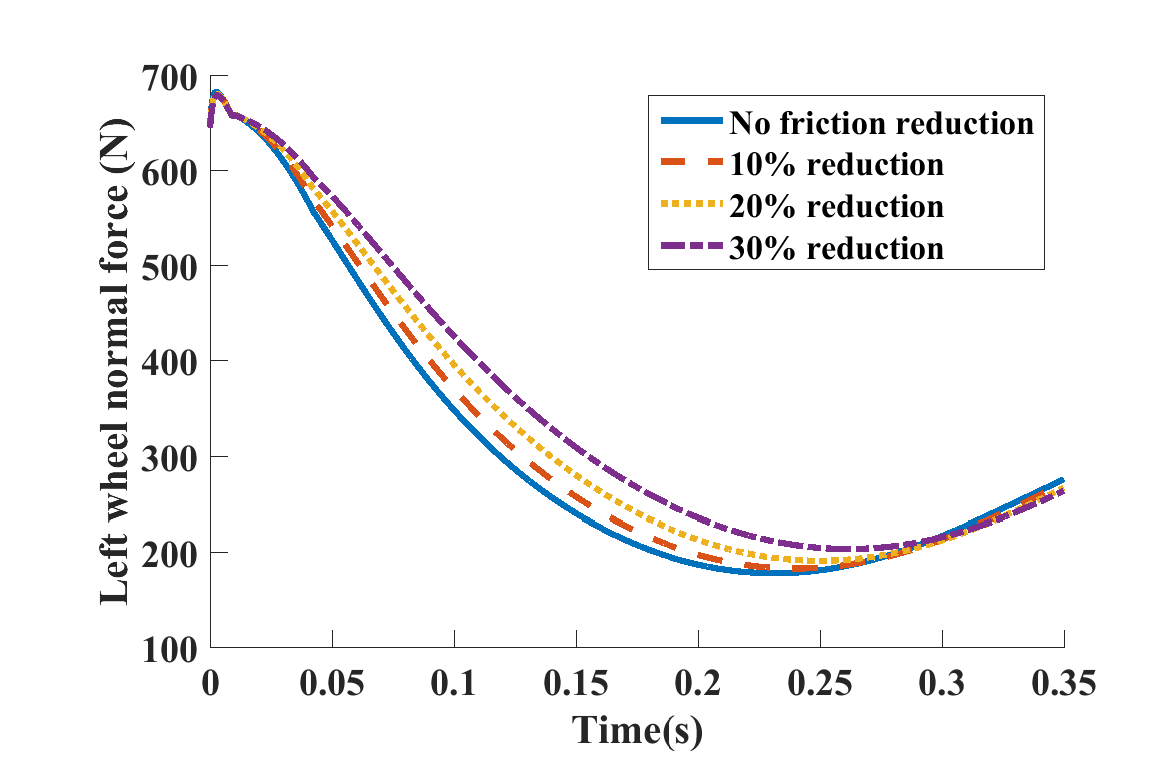 700
600
500
400
300
200
100
Left wheel normal force (N)
No friction reduction
10% reduction
20% reduction
30% reduction
0 0.05 0.1 0.15 0.2 0.25 0.3 0.35
Time(s)